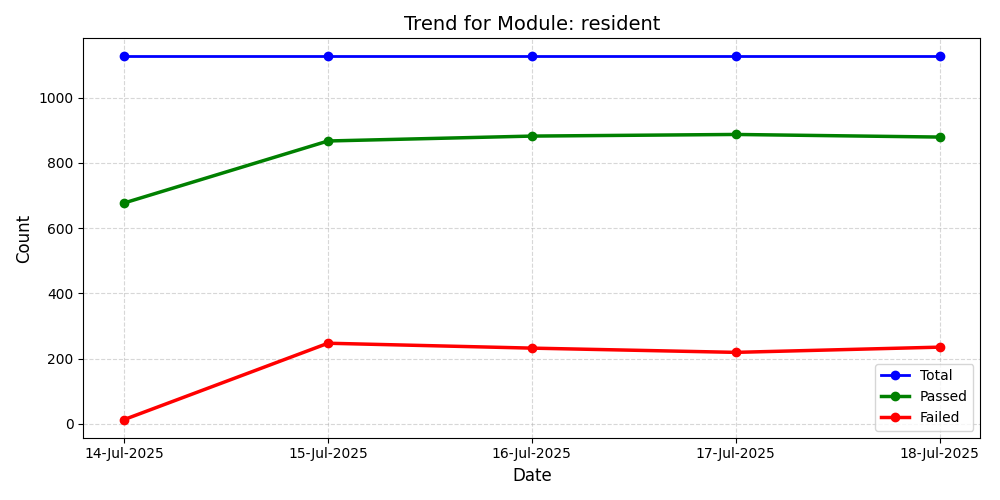 Trend for Module: resident
Count
1000
800
600
400
200
0
Total
Passed
Failed
14-Jul-2025 15-Jul-2025 16-Jul-2025 17-Jul-2025 18-Jul-2025
Date